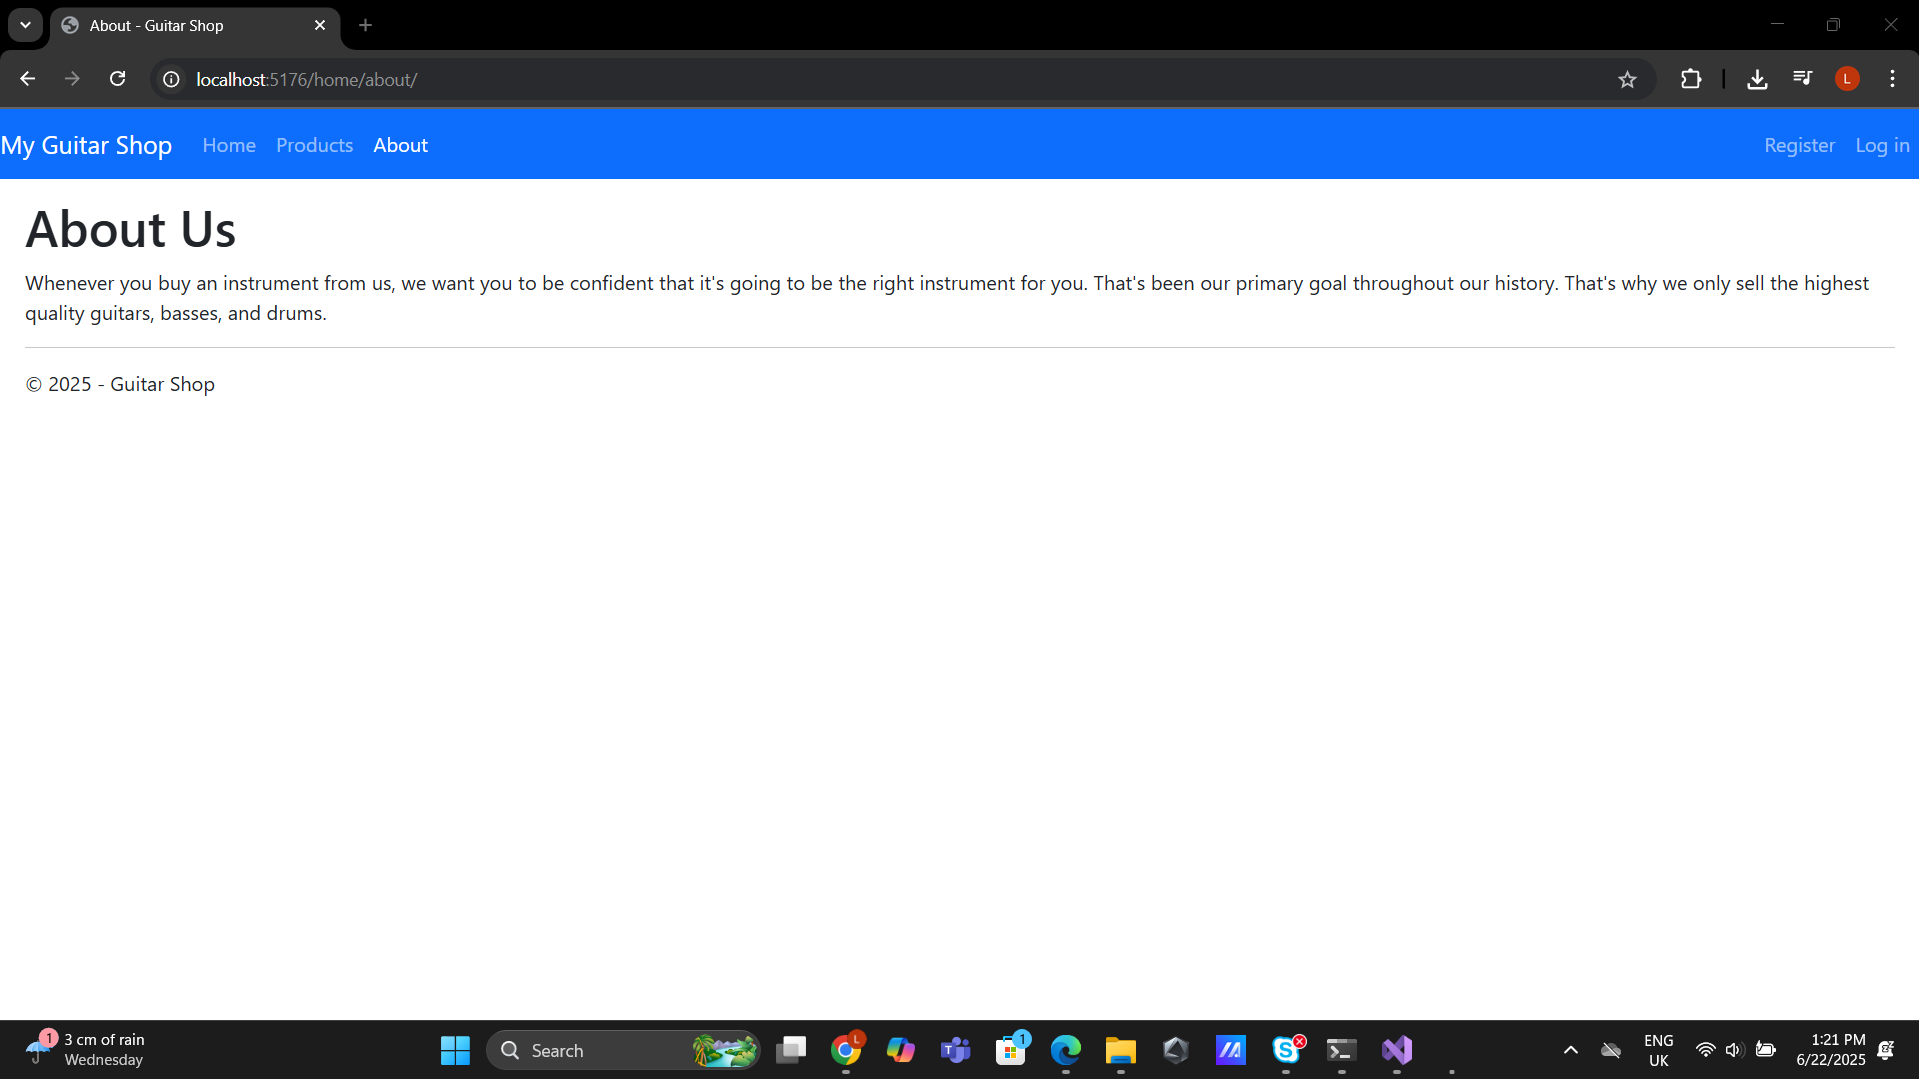 About - Guitar Shop
localhost:5176/home/about/
L
My Guitar Shop Home Products About Register Log in
About Us
Whenever you buy an instrument from us, we want you to be confident that it's going to be the right instrument for you. That's been our primary goal throughout our history. That's why we only sell the highest
quality guitars, basses, and drums.
© 2025 - Guitar Shop
1
3 cm of rain
Wednesday
Search
L
T
1
S
ENG
UK
1:21 PM
6/22/2025